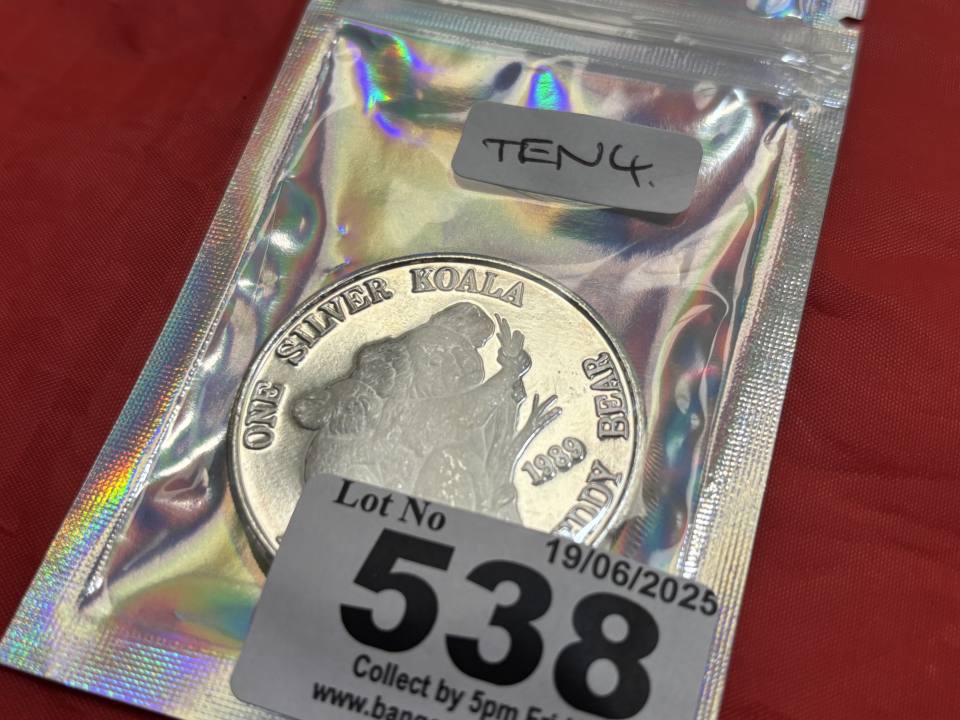 TEN4.
ONE SILVER KOALA
1989
BEAR
Lot No
19/06/2025
538
Collect by 5pm